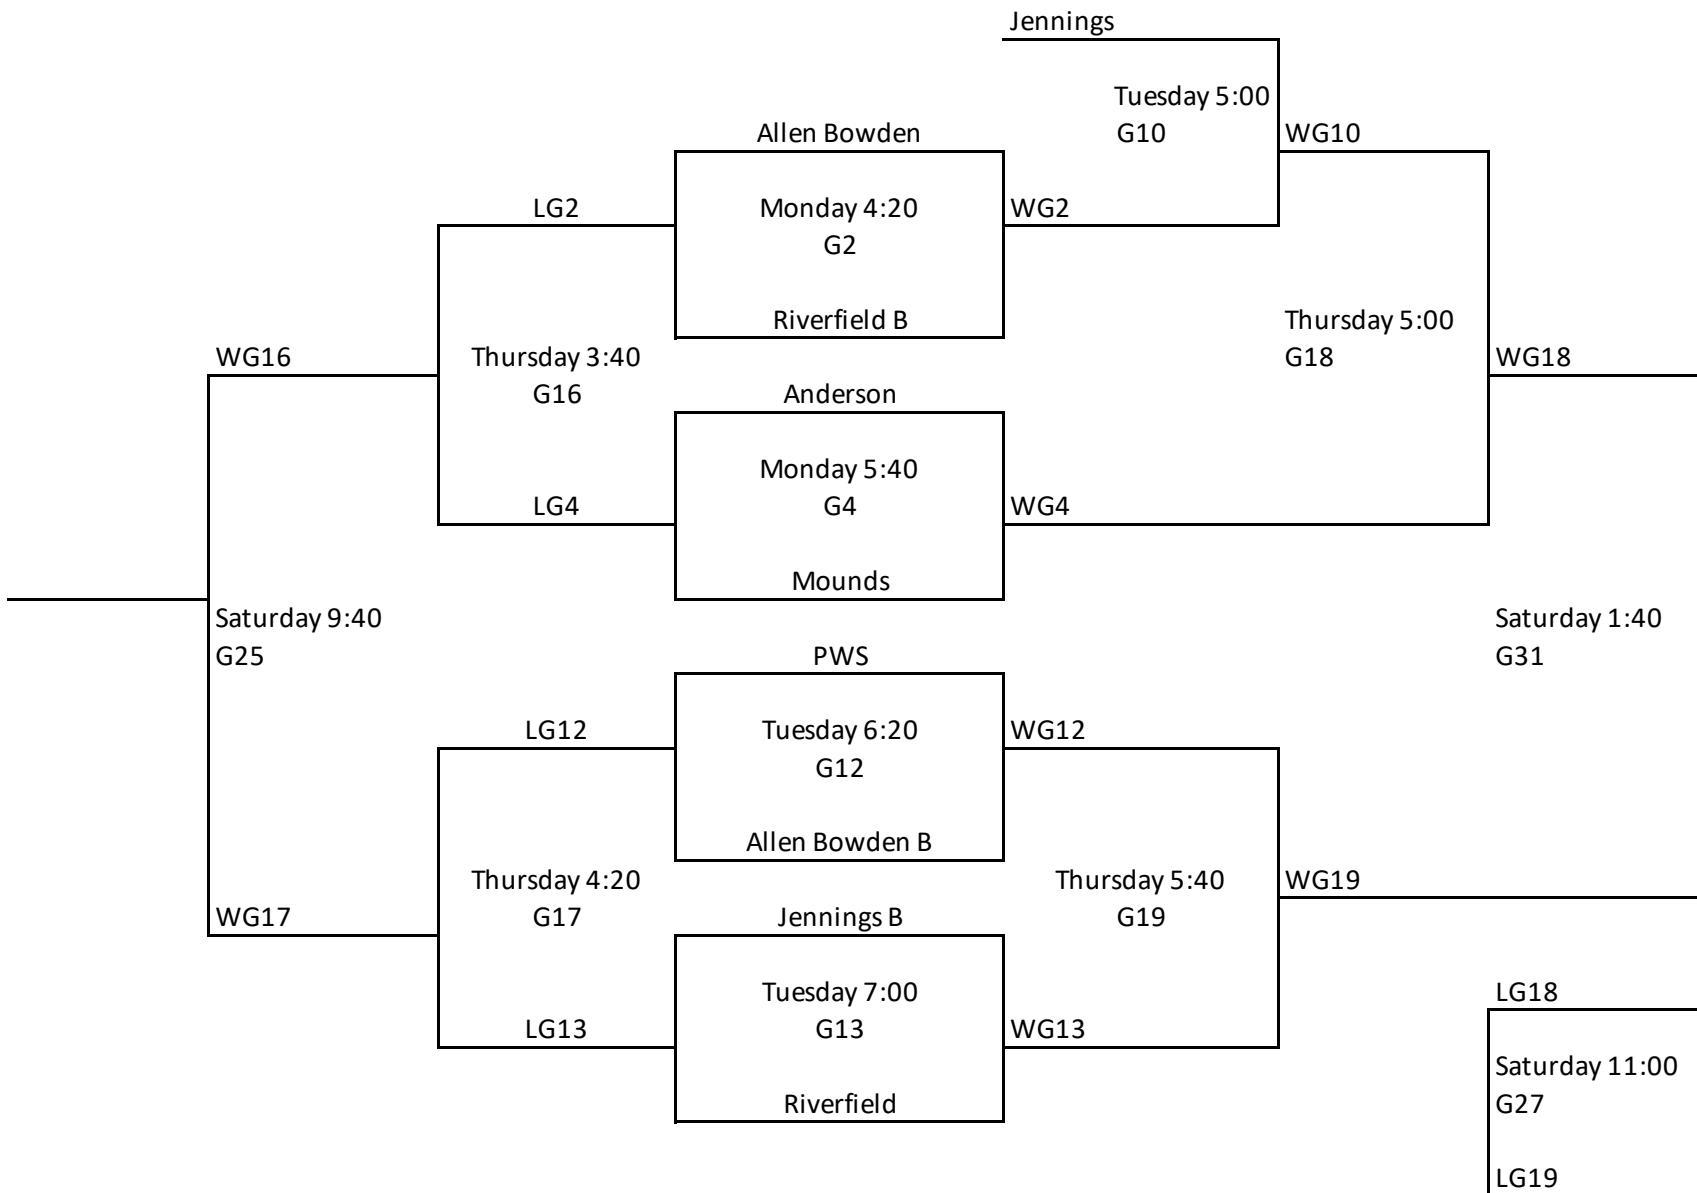 Jennings
Tuesday 5:00
Allen Bowden
G10
WG10
LG2
Monday 4:20
WG2
G2
Riverfield B
Thursday 5:00
WG16
Thursday 3:40
G18
WG18
G16
Anderson
Monday 5:40
LG4
G4
WG4
Mounds
Saturday 9:40
Saturday 1:40
G25
PWS
G31
LG12
Tuesday 6:20
WG12
G12
Allen Bowden B
Thursday 4:20
Thursday 5:40
WG19
WG17
G17
Jennings B
G19
Tuesday 7:00
LG18
LG13
G13
WG13
Saturday 11:00
Riverfield
G27
LG19